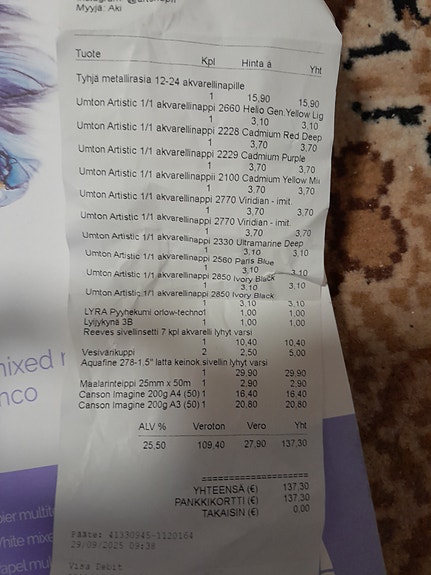 Myyjä: Aki
Tuote Kpl Hinta à Yht
Tyhjä metallirasia 12-24 akvarellinapille
1 15,90 15,90
Umton Artistic 1/1 akvarellinappi 2660 Helio Gen.Yellow Lig
1 3,10 3,10
Umton Artistic 1/1 akvarellinappi 2228 Cadmium Red Deep
1 3,70 3,70
Umton Artistic 1/1 akvarellinappi 2229 Cadmium Purple
1 3,70 3,70
Umton Artistic 1/1 akvarellinappii 2100 Cadmium Yellow Mi
1 3,70 3,70
Umton Artistic 1/1 akvarellinappi 2770 Viridian - imit.
1 3,70 3,70
Umton Artistic 1/1 akvarellinappi 2770 Viridian - imit.
1 3,70 3,70
Umton Artistic 1/1 akvarellinappi 2330 Ultramarine Deep
1 3,10 3,10
Umton Artistic 1/1 akvarellinappi 2560 Paris Blue
1 3,10 3,10
Umton Artistic 1/1 akvarellinappi 2850 Ivory Black
1 3,10 3,10
Umton Artistic 1/1 akvarellinappi 2850 Ivory Black
1 3,10 3,10
LYRA Pyyhekumi orlow-techno1 1,00 1,00
Lyijykynä 3B 1 1,00 1,00
Reeves sivellinsetti 7 kpl akvarelli lyhyt varsi
1 10,40 10,40
Vesivänkuppi 2 2,50 5,00
Aquafine 278-1,5" latta keinok.sivellin lyhyt varsi
1 29,90 29,90
Maalarinteippi 25mm x 50m 1 2,90 2,90
Canson Imagine 200g A4 (50) 1 16,40 16,40
Canson Imagine 200g A3 (50) 1 20,80 20,80
ALV % Veroton Vero Yht
25,50 109,40 27,90 137,30
====================
YHTEENSÄ (€) 137,30
PANKKIKORTTI (€) 137,30
TAKAISIN (€) 0,00
Pääte: 41330945-1120164
29/09/2025 09:38
Visa Debit
mixed
nco
ier multit
White mixe
apel mul